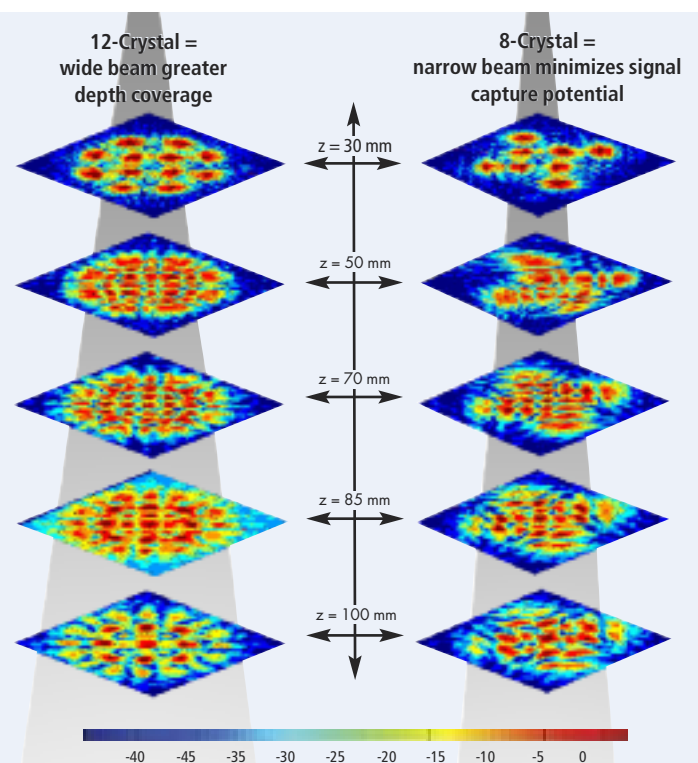 12-Crystal =
wide beam greater
depth coverage
8-Crystal =
narrow beam minimizes signal
capture potential
z = 30 mm
z = 50 mm
z = 70 mm
z = 85 mm
z = 100 mm
-40 -45 -35 -30 -25 -20 -15 -10 -5 0